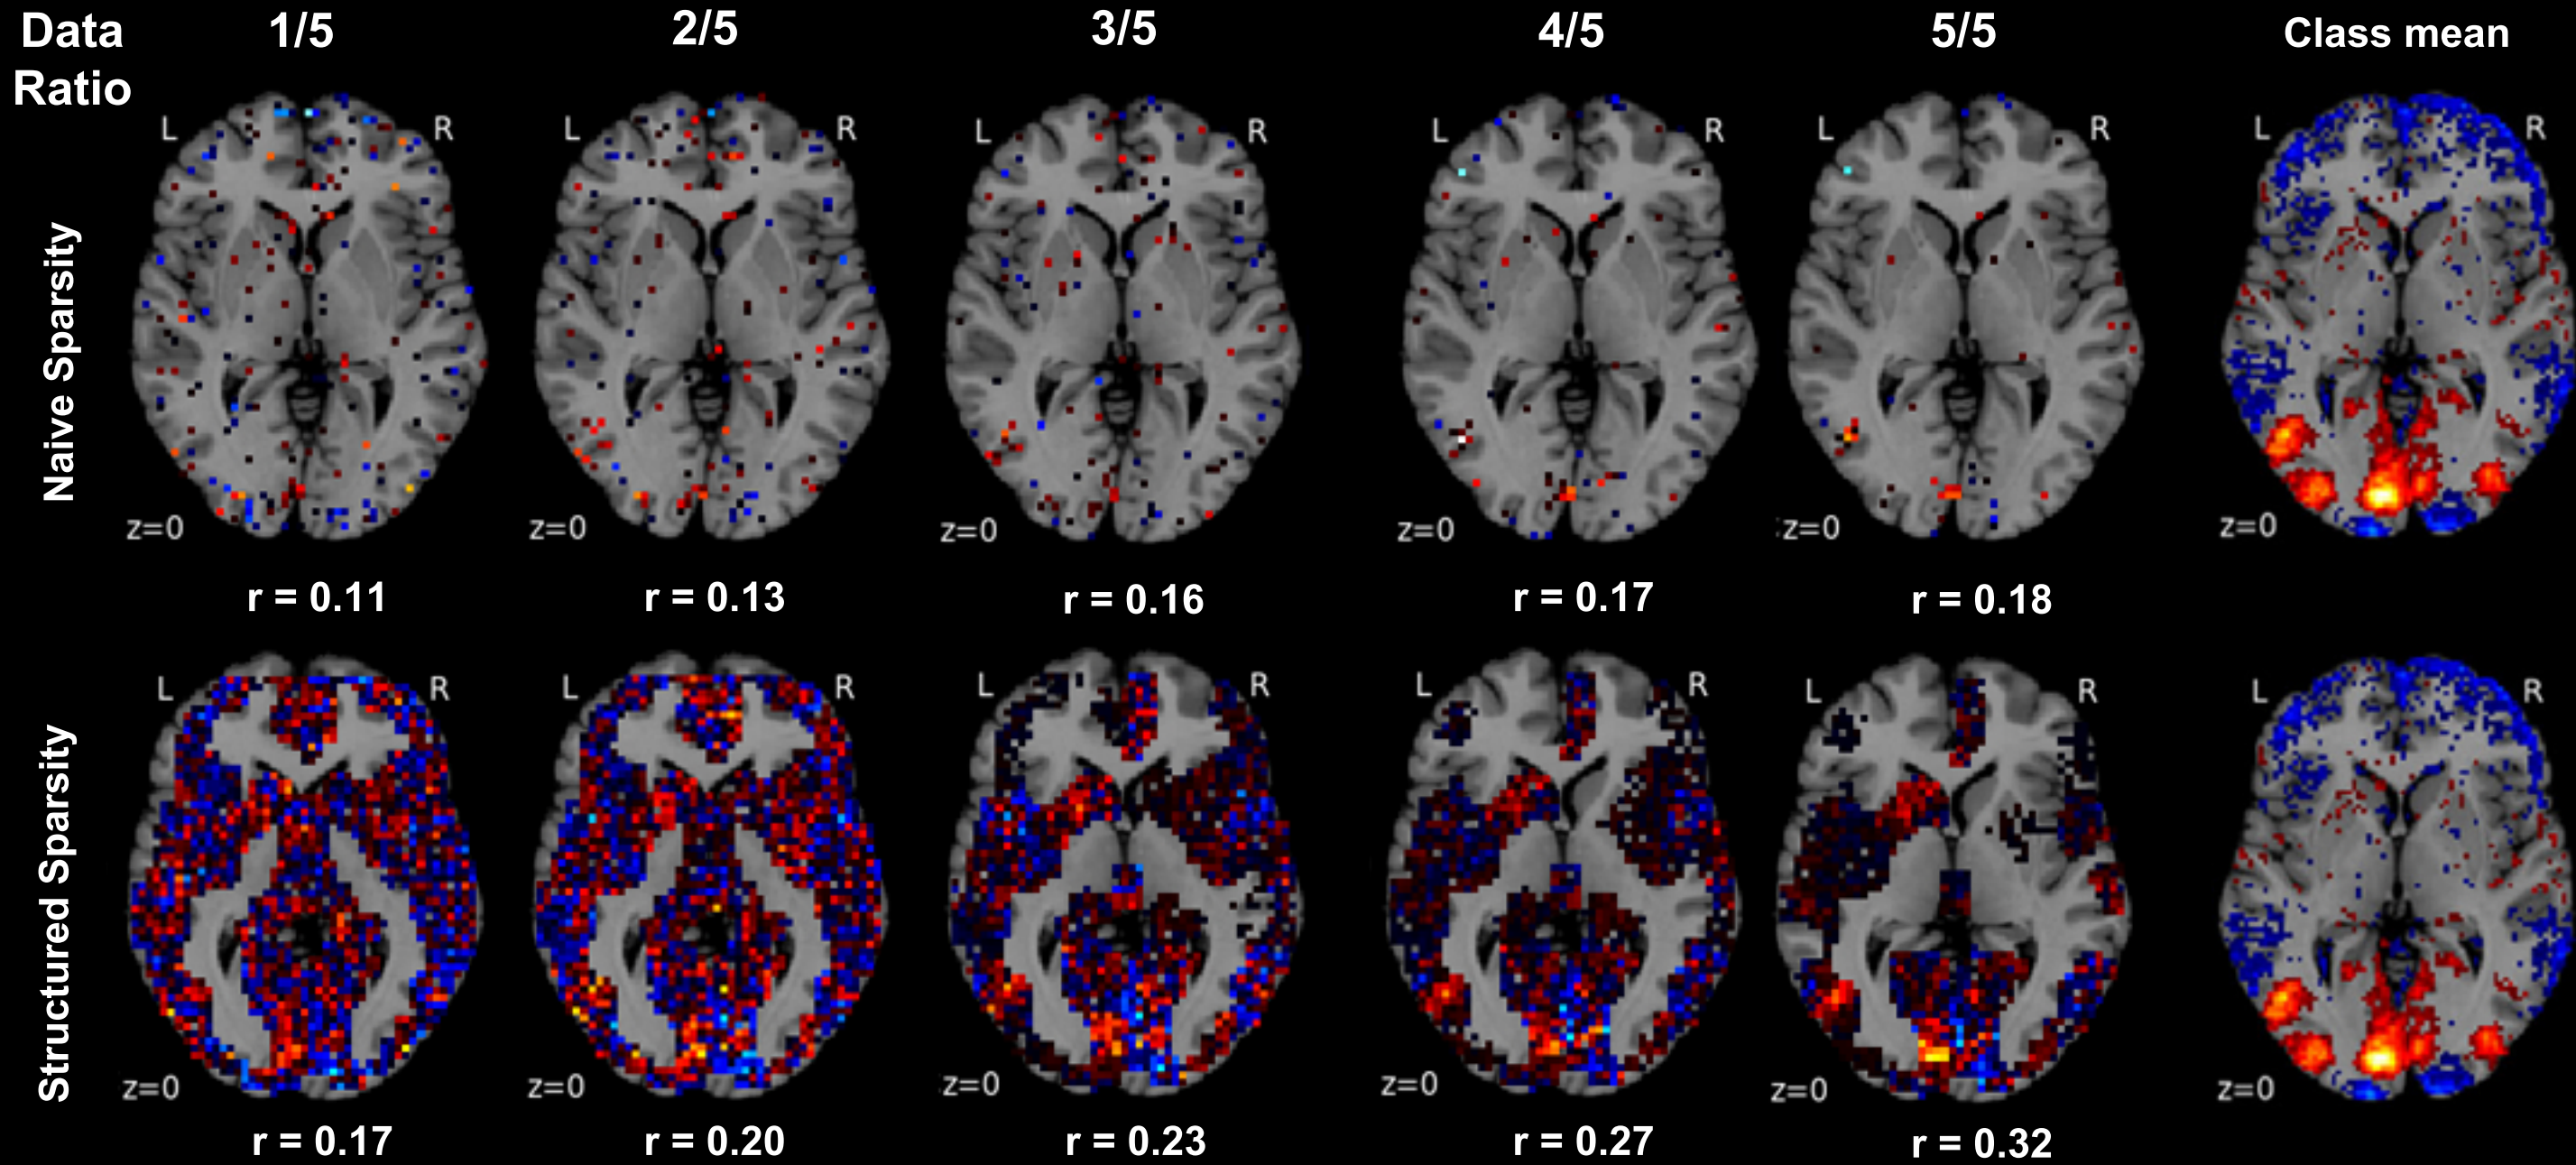 Data Ratio
1/5 2/5 3/5 4/5 5/5 Class mean
Naive Sparsity
L R L R L R L R L R L R
z=0 z=0 z=0 z=0 z=0 z=0
r = 0.11 r = 0.13 r = 0.16 r = 0.17 r = 0.18
Structured Sparsity
L R L R L R L R L R L R
z=0 z=0 z=0 z=0 z=0 z=0
r = 0.17 r = 0.20 r = 0.23 r = 0.27 r = 0.32